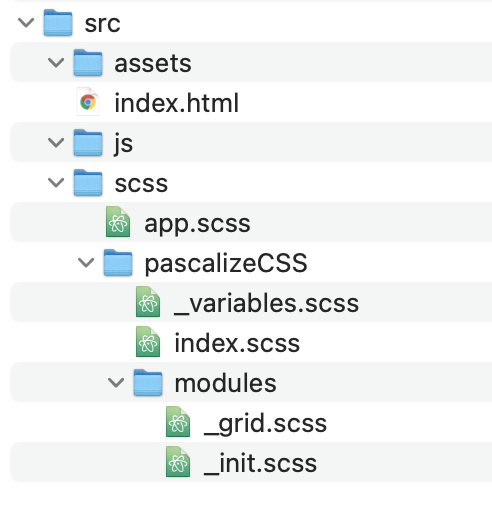 src
assets
index.html
js
scss
app.scss
pascalizeCSS
_variables.scss
index.scss
modules
_grid.scss
_init.scss